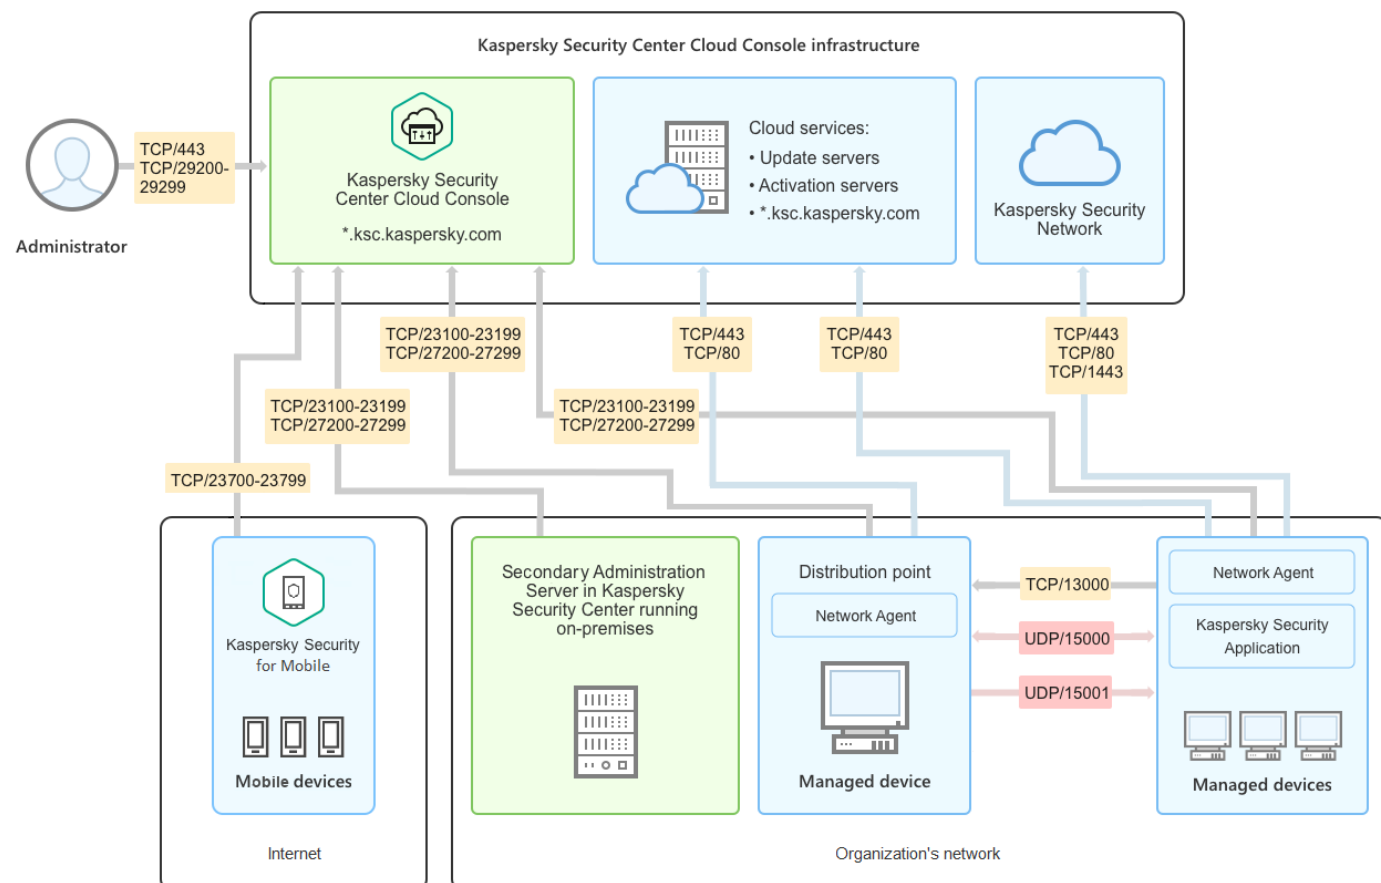 Kaspersky Security Center Cloud Console infrastructure
TCP/443
TCP/29200-
29299
Administrator
Kaspersky Security
Center Cloud Console
*.ksc.kaspersky.com
Cloud services:
• Update servers
• Activation servers
• *.ksc.kaspersky.com
Kaspersky Security
Network
TCP/23100-23199
TCP/27200-27299
TCP/443
TCP/80
TCP/443
TCP/80
TCP/443
TCP/80
TCP/1443
TCP/23100-23199
TCP/27200-27299
TCP/23100-23199
TCP/27200-27299
TCP/23700-23799
Kaspersky Security
for Mobile
Mobile devices
Internet
Secondary Administration
Server in Kaspersky
Security Center running
on-premises
Distribution point
Network Agent
Managed device
TCP/13000
UDP/15000
UDP/15001
Network Agent
Kaspersky Security
Application
Managed devices
Organization's network